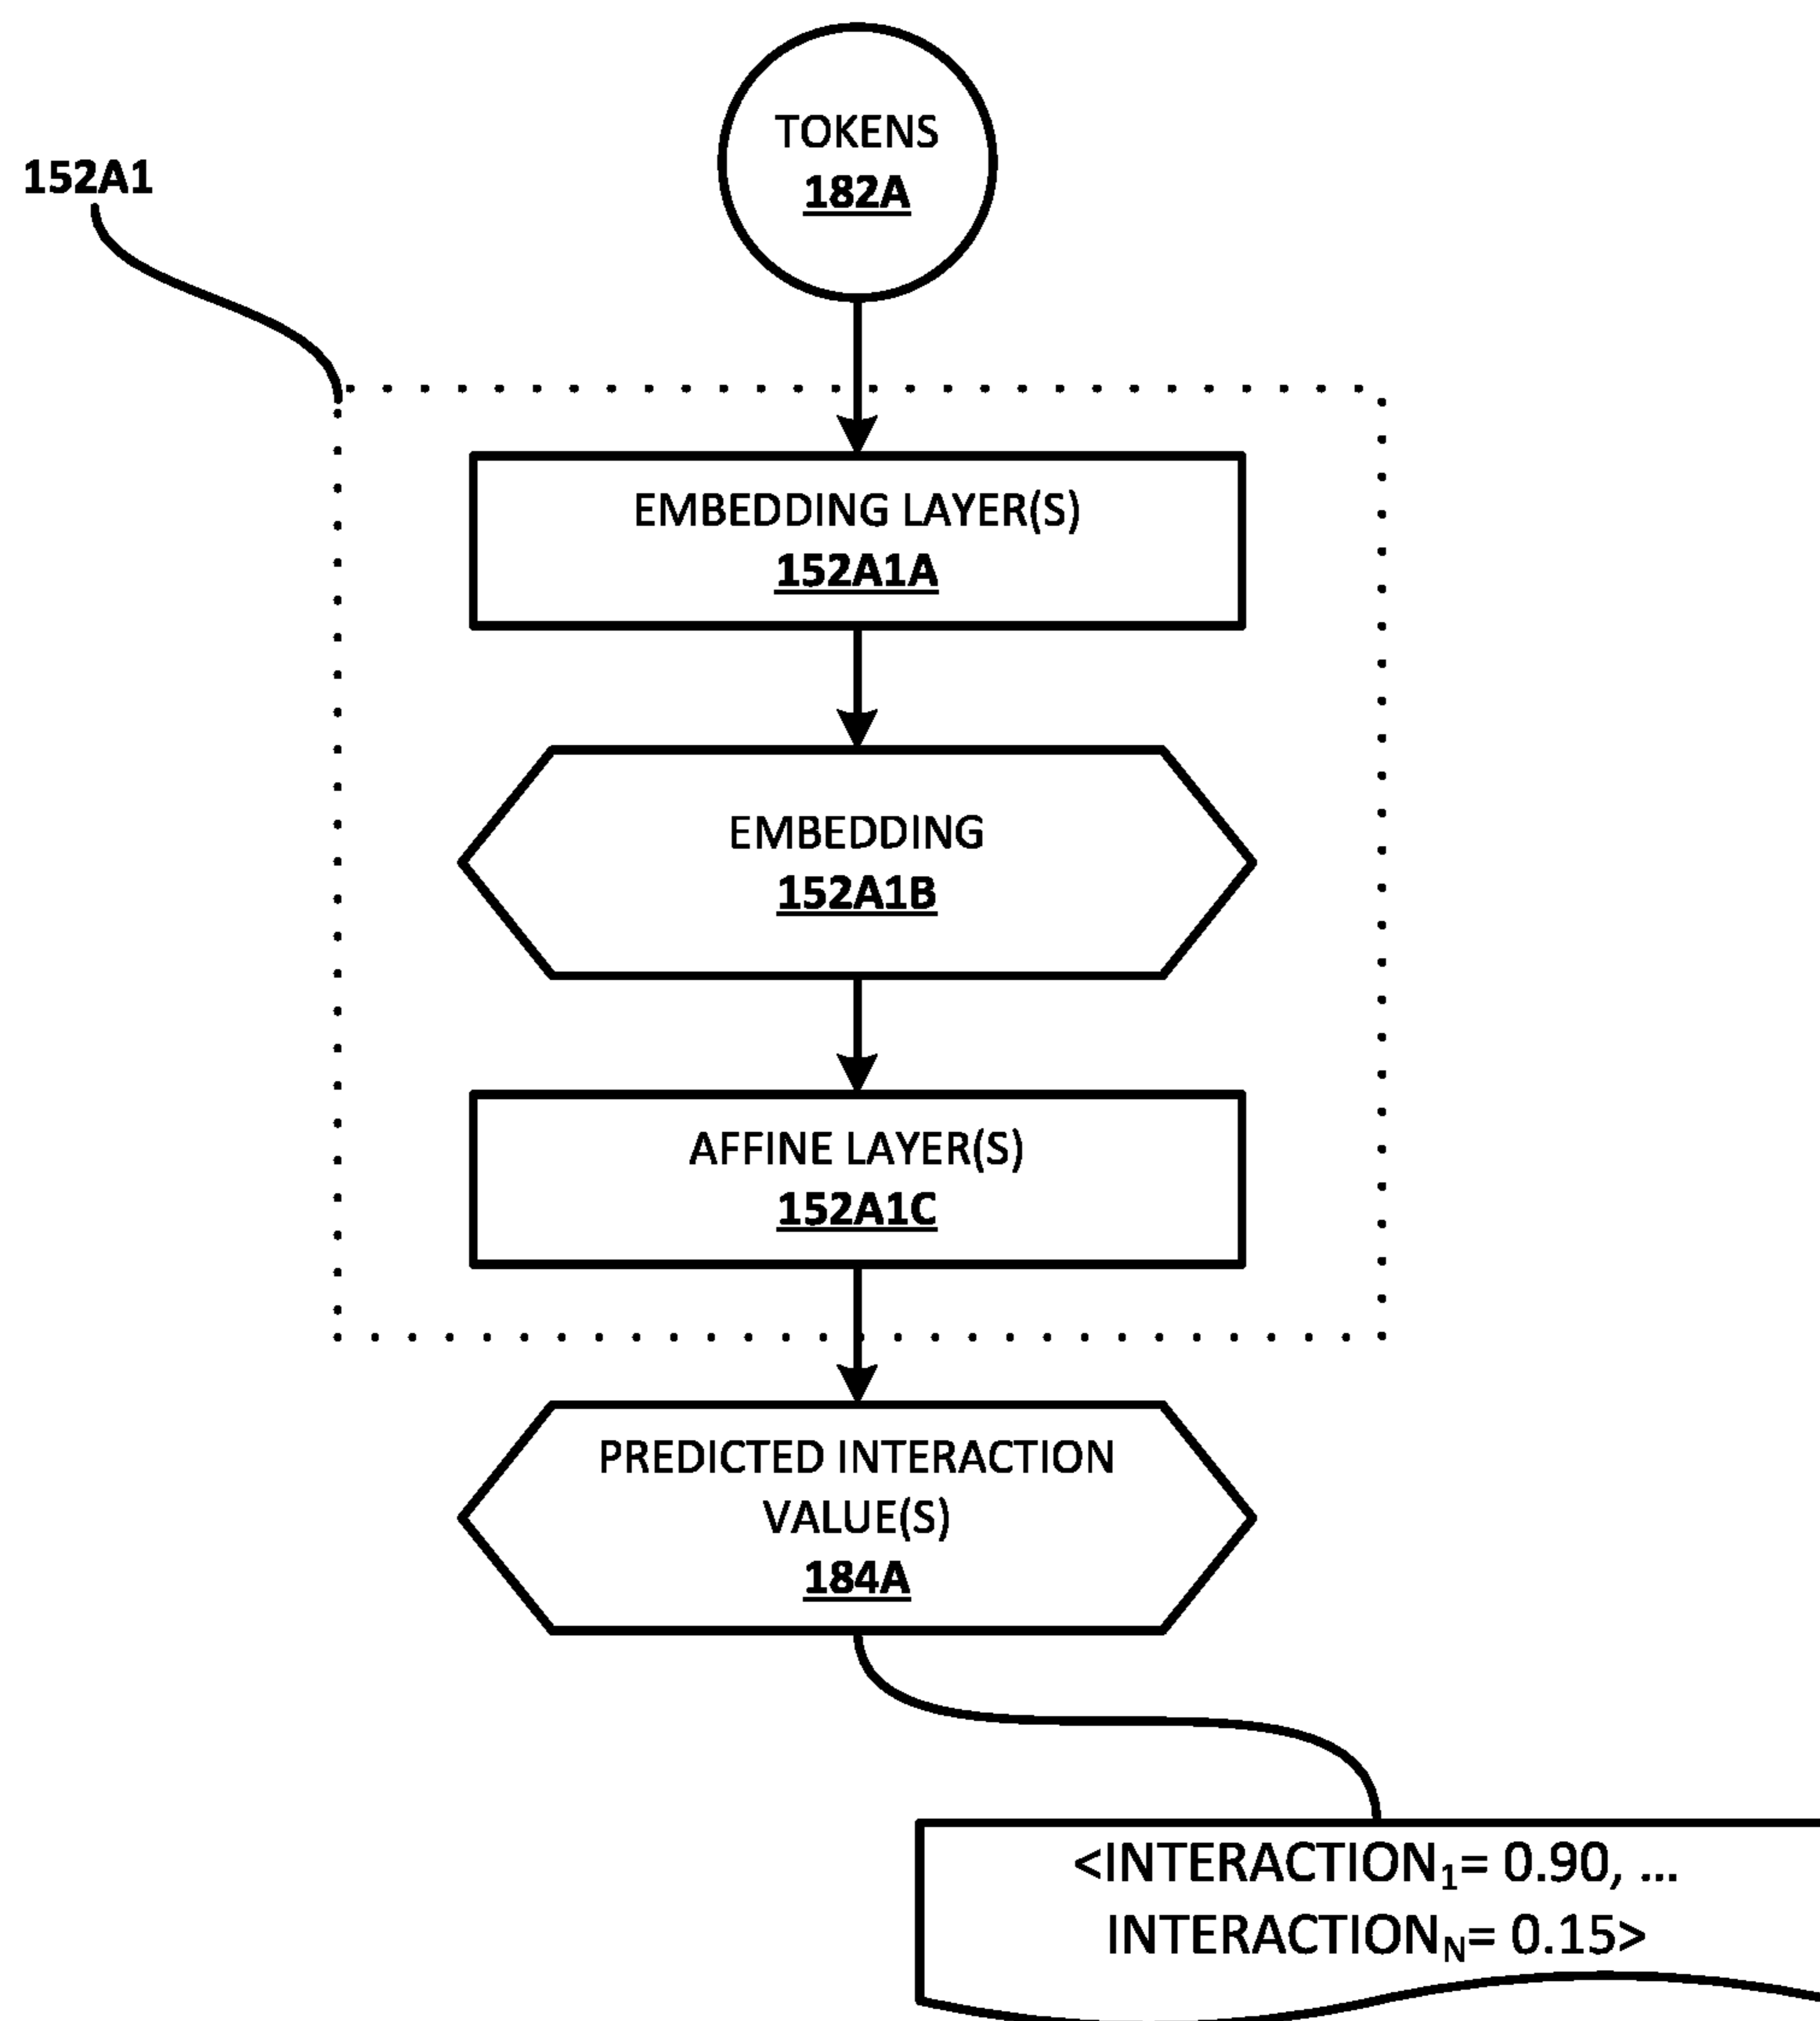 TOKENS
182A
152A1
EMBEDDING LAYER(S)
152A1A
EMBEDDING
152A1B
AFFINE LAYER(S)
152A1C
PREDICTED INTERACTION
VALUE(S)
184A
<INTERACTION₁= 0.90, ...
INTERACTIONN= 0.15>